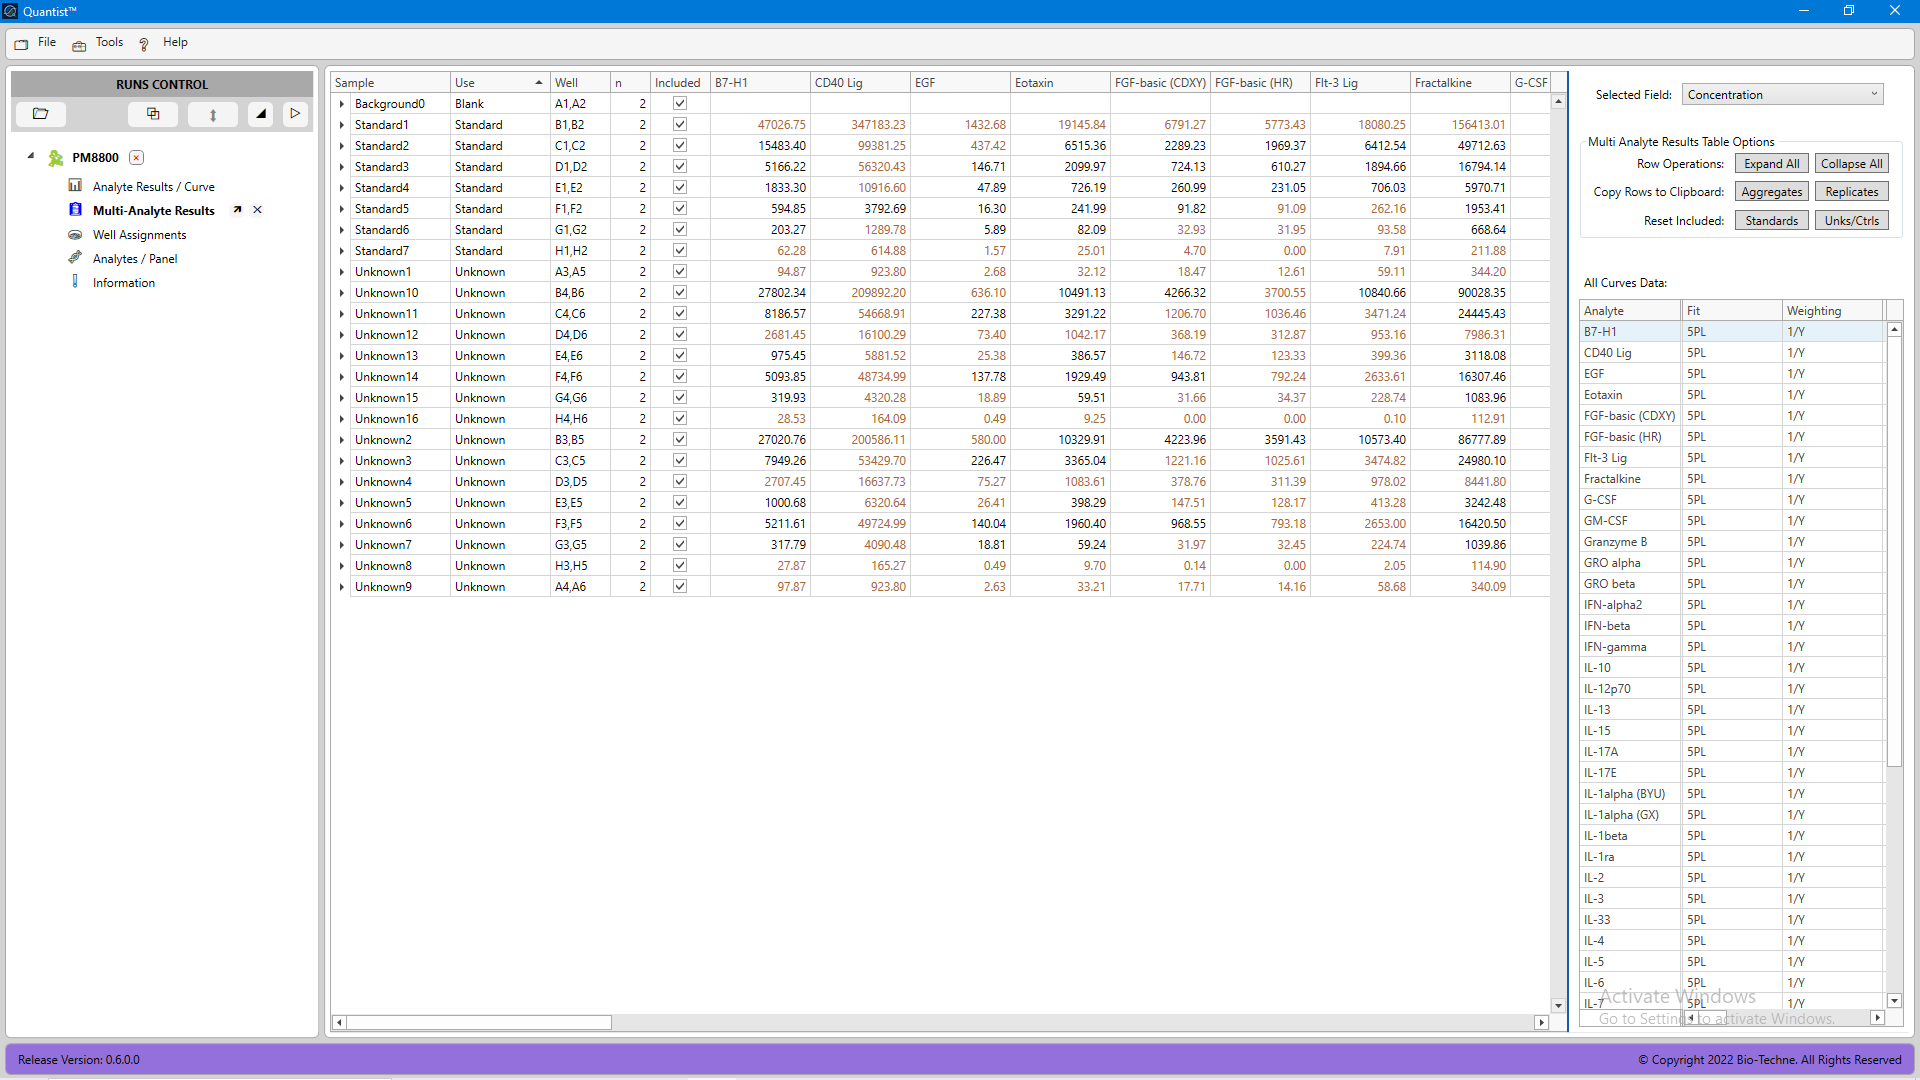 Quantist™
File Tools ? Help
RUNS CONTROL
PM8800
Analyte Results / Curve
Multi-Analyte Results
Well Assignments
Analytes / Panel
Information
Sample Use Well n Included B7-H1 CD40 Lig EGF Eotaxin FGF-basic (CDXY) FGF-basic (HR) Flt-3 Lig Fractalkine G-CSF
Background0 Blank A1,A2 2
Standard1 Standard B1,B2 2 47026.75 347183.23 1432.68 19145.84 6791.27 5773.43 18080.25 156413.01
Standard2 Standard C1,C2 2 15483.40 99381.25 437.42 6515.36 2289.23 1969.37 6412.54 49712.63
Standard3 Standard D1,D2 2 5166.22 56320.43 146.71 2099.97 724.13 610.27 1894.66 16794.14
Standard4 Standard E1,E2 2 1833.30 10916.60 47.89 726.19 260.99 231.05 706.03 5970.71
Standard5 Standard F1,F2 2 594.85 3792.69 16.30 241.99 91.82 91.09 262.16 1953.41
Standard6 Standard G1,G2 2 203.27 1289.78 5.89 82.09 32.93 31.95 93.58 668.64
Standard7 Standard H1,H2 2 62.28 614.88 1.57 25.01 4.70 0.00 7.91 211.88
Unknown1 Unknown A3,A5 2 94.87 923.80 2.68 32.12 18.47 12.61 59.11 344.20
Unknown10 Unknown B4,B6 2 27802.34 209892.20 636.10 10491.13 4266.32 3700.55 10840.66 90028.35
Unknown11 Unknown C4,C6 2 8186.57 54668.91 227.38 3291.22 1206.70 1036.46 3471.24 24445.43
Unknown12 Unknown D4,D6 2 2681.45 16100.29 73.40 1042.17 368.19 312.87 953.16 7986.31
Unknown13 Unknown E4,E6 2 975.45 5881.52 25.38 386.57 146.72 123.33 399.36 3118.08
Unknown14 Unknown F4,F6 2 5093.85 48734.99 137.78 1929.49 943.81 792.24 2633.61 16307.46
Unknown15 Unknown G4,G6 2 319.93 4320.28 18.89 59.51 31.66 34.37 228.74 1083.96
Unknown16 Unknown H4,H6 2 28.53 164.09 0.49 9.25 0.00 0.00 0.10 112.91
Unknown2 Unknown B3,B5 2 27020.76 200586.11 580.00 10329.91 4223.96 3591.43 10573.40 86777.89
Unknown3 Unknown C3,C5 2 7949.26 53429.70 226.47 3365.04 1221.16 1025.61 3474.82 24980.10
Unknown4 Unknown D3,D5 2 2707.45 16637.73 75.27 1083.61 378.76 311.39 978.02 8441.80
Unknown5 Unknown E3,E5 2 1000.68 6320.64 26.41 398.29 147.51 128.17 413.28 3242.48
Unknown6 Unknown F3,F5 2 5211.61 49724.99 140.04 1960.40 968.55 793.18 2653.00 16420.50
Unknown7 Unknown G3,G5 2 317.79 4090.48 18.81 59.24 31.97 32.45 224.74 1039.86
Unknown8 Unknown H3,H5 2 27.87 165.27 0.49 9.70 0.14 0.00 2.05 114.90
Unknown9 Unknown A4,A6 2 97.87 923.80 2.63 33.21 17.71 14.16 58.68 340.09
Selected Field: Concentration
Multi Analyte Results Table Options
Row Operations: Expand All Collapse All
Copy Rows to Clipboard: Aggregates Replicates
Reset Included: Standards Unks/Ctrls
All Curves Data:
Analyte Fit Weighting
B7-H1 5PL 1/Y
CD40 Lig 5PL 1/Y
EGF 5PL 1/Y
Eotaxin 5PL 1/Y
FGF-basic (CDXY) 5PL 1/Y
FGF-basic (HR) 5PL 1/Y
Flt-3 Lig 5PL 1/Y
Fractalkine 5PL 1/Y
G-CSF 5PL 1/Y
GM-CSF 5PL 1/Y
Granzyme B 5PL 1/Y
GRO alpha 5PL 1/Y
GRO beta 5PL 1/Y
IFN-alpha2 5PL 1/Y
IFN-beta 5PL 1/Y
IFN-gamma 5PL 1/Y
IL-10 5PL 1/Y
IL-12p70 5PL 1/Y
IL-13 5PL 1/Y
IL-15 5PL 1/Y
IL-17A 5PL 1/Y
IL-17E 5PL 1/Y
IL-1alpha (BYU) 5PL 1/Y
IL-1alpha (GX) 5PL 1/Y
IL-1beta 5PL 1/Y
IL-1ra 5PL 1/Y
IL-2 5PL 1/Y
IL-3 5PL 1/Y
IL-33 5PL 1/Y
IL-4 5PL 1/Y
IL-5 5PL 1/Y
IL-6 5PL 1/Y
IL-7 5PL 1/Y
Activate Windows
Go to Settings to activate Windows.
Release Version: 0.6.0.0
© Copyright 2022 Bio-Techne. All Rights Reserved